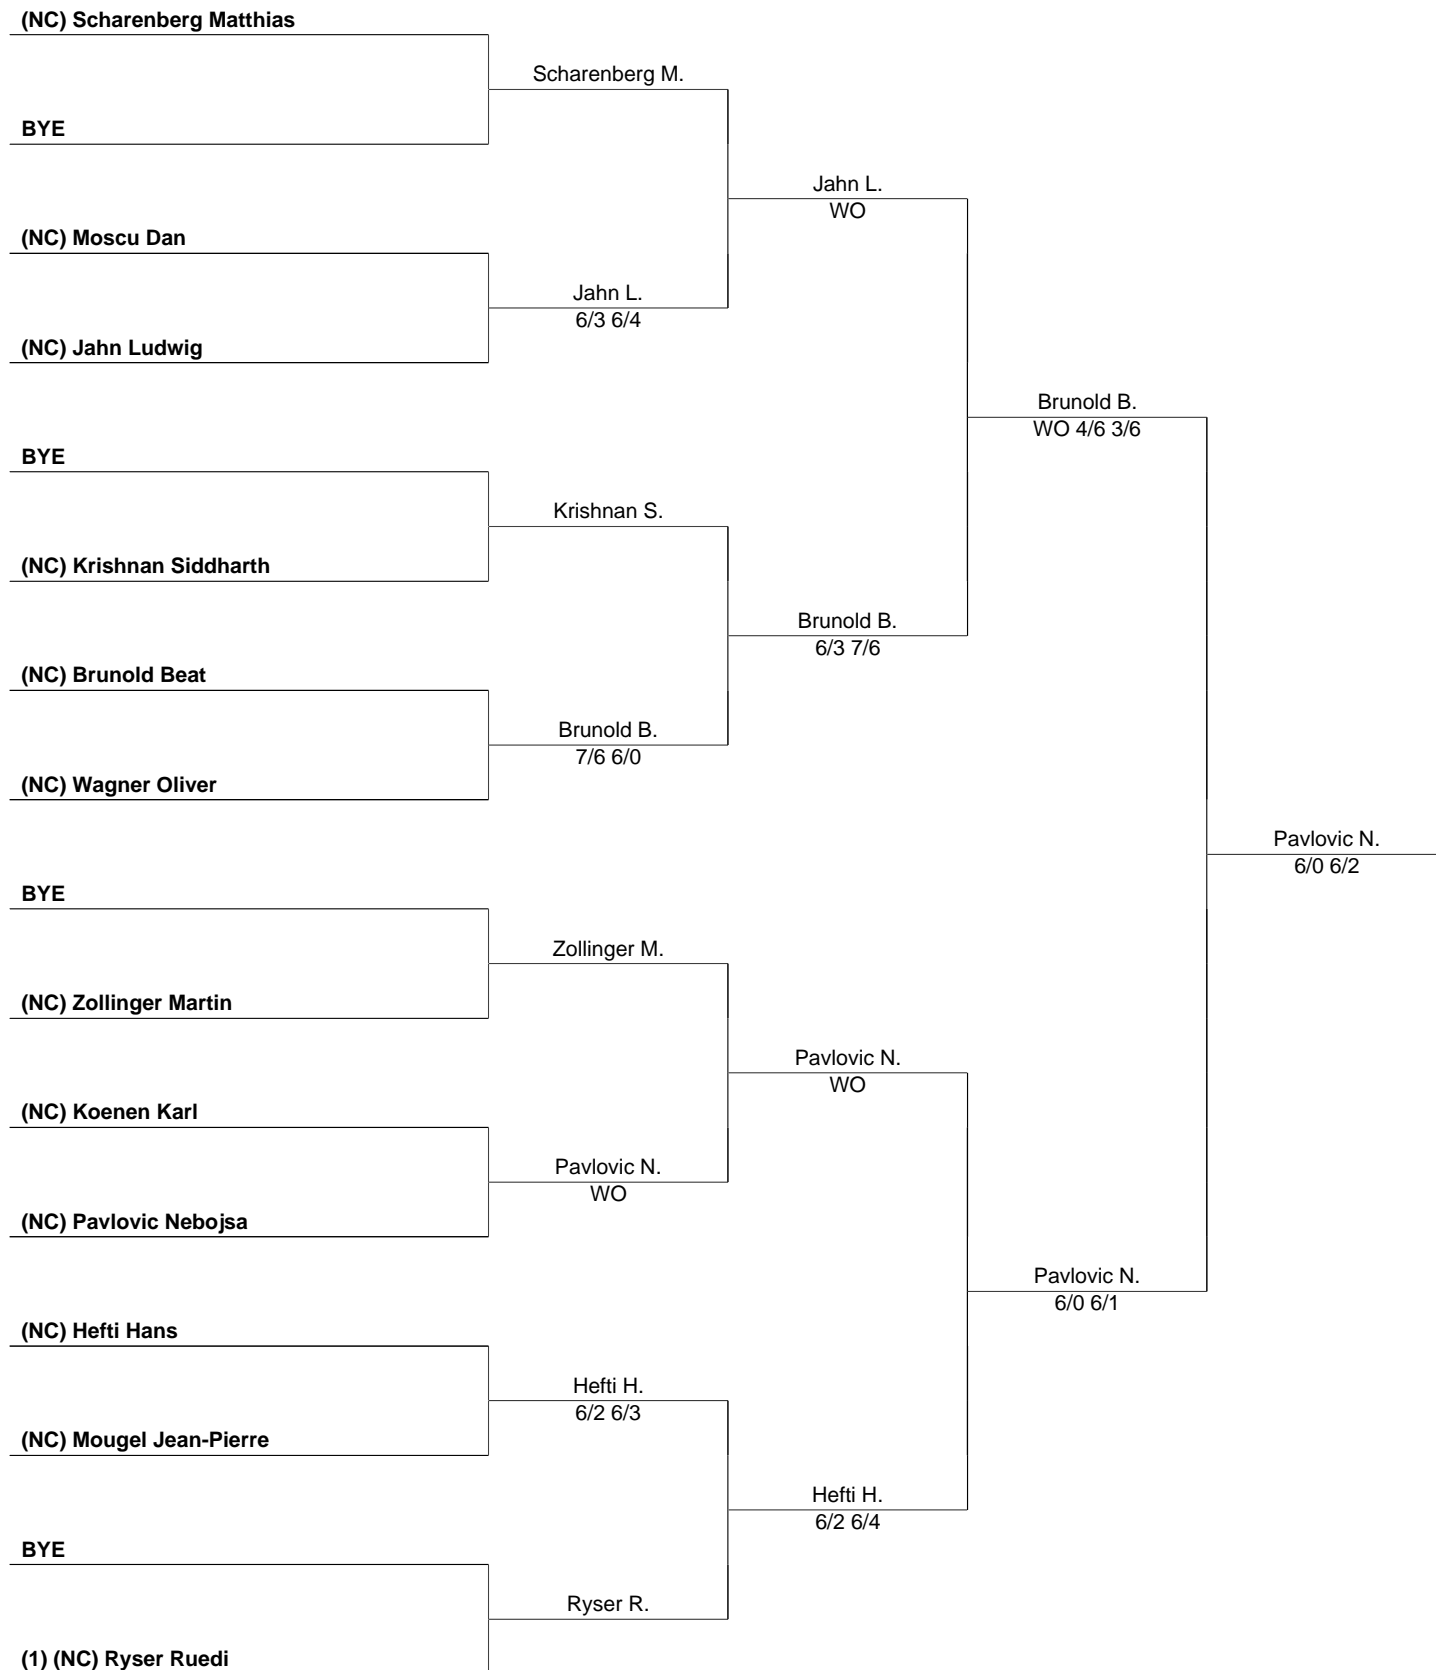 (NC) Scharenberg Matthias
Scharenberg M.
BYE
Jahn L.
WO
(NC) Moscu Dan
Jahn L.
6/3 6/4
(NC) Jahn Ludwig
Brunold B.
WO 4/6 3/6
BYE
Krishnan S.
(NC) Krishnan Siddharth
Brunold B.
6/3 7/6
(NC) Brunold Beat
Brunold B.
7/6 6/0
(NC) Wagner Oliver
Pavlovic N.
6/0 6/2
BYE
Zollinger M.
(NC) Zollinger Martin
Pavlovic N.
WO
(NC) Koenen Karl
Pavlovic N.
WO
(NC) Pavlovic Nebojsa
Pavlovic N.
6/0 6/1
(NC) Hefti Hans
Hefti H.
6/2 6/3
(NC) Mougel Jean-Pierre
Hefti H.
6/2 6/4
BYE
Ryser R.
(1) (NC) Ryser Ruedi